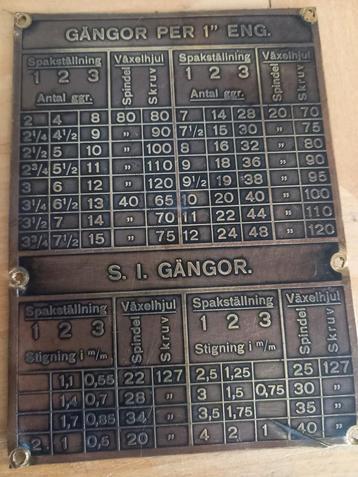 GÄNGOR PER 1" ENG.
Spakställning Växelhjul Spakställning Växelhjul
1 2 3 Spindel Skruv 1 2 3 Spindel Skruv
Antal ggr. Antal ggr.
2 4 8 80 80 7 14 28 20 70
2¼ 4½ 9 " 90 7½ 15 30 " 75
2½ 5 10 " 100 8 16 32 " 80
2¾ 5½ 11 " 110 9 18 36 " 90
3 6 12 " 120 9½ 19 38 " 95
3¼ 6½ 13 40 65 10 20 40 " 100
3½ 7 14 " 70 11 22 44 " 110
3¾ 7½ 15 " 75 12 24 48 " 120
S. I. GÄNGOR.
Spakställning Växelhjul Spakställning Växelhjul
1 2 3 Spindel Skruv 1 2 3 Spindel Skruv
Stigning i m/m Stigning i m/m
1,1 0,55 22 127 2,5 1,25 25 127
1,4 0,7 28 " 3 1,5 0,75 30 "
1,7 0,85 34 " 3,5 1,75 35 "
2 1 0,5 20 " 4 2 1 40 "